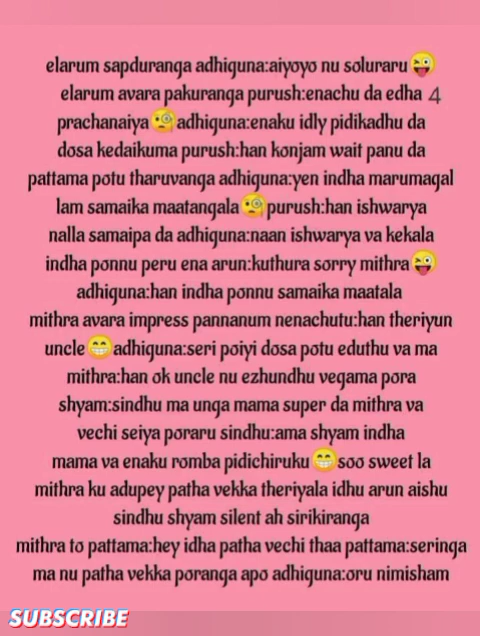 elarum sapduranga adhiguna:aiyoyo nu soluraru😜
elarum avara pakuranga purush:enachu da edha 4
prachanaiya🧐adhiguna:enaku idly pidikadhu da
dosa kedaikuma purush:han konjam wait panu da
pattama potu tharuvanga adhiguna:yen indha marumagal
lam samaika maatangala🧐purush:han ishwarya
nalla samaipa da adhiguna:naan ishwarya va kekala
indha ponnu peru ena arun:kuthura sorry mithra😜
adhiguna:han indha ponnu samaika maatala
mithra avara impress pannanum nenachutu:han theriyun
uncle😁adhiguna:seri poiyi dosa potu eduthu va ma
mithra:han ok uncle nu ezhundhu vegama pora
shyam:sindhu ma unga mama super da mithra va
vechi seiya poraru sindhu:ama shyam indha
mama va enaku romba pidichiruku😁soo sweet la
mithra ku adupey patha vekka theriyala idhu arun aishu
sindhu shyam silent ah sirikiranga
mithra to pattama:hey idha patha vechi thaa pattama:seringa
ma nu patha vekka poranga apo adhiguna:oru nimisham
SUBSCRIBE